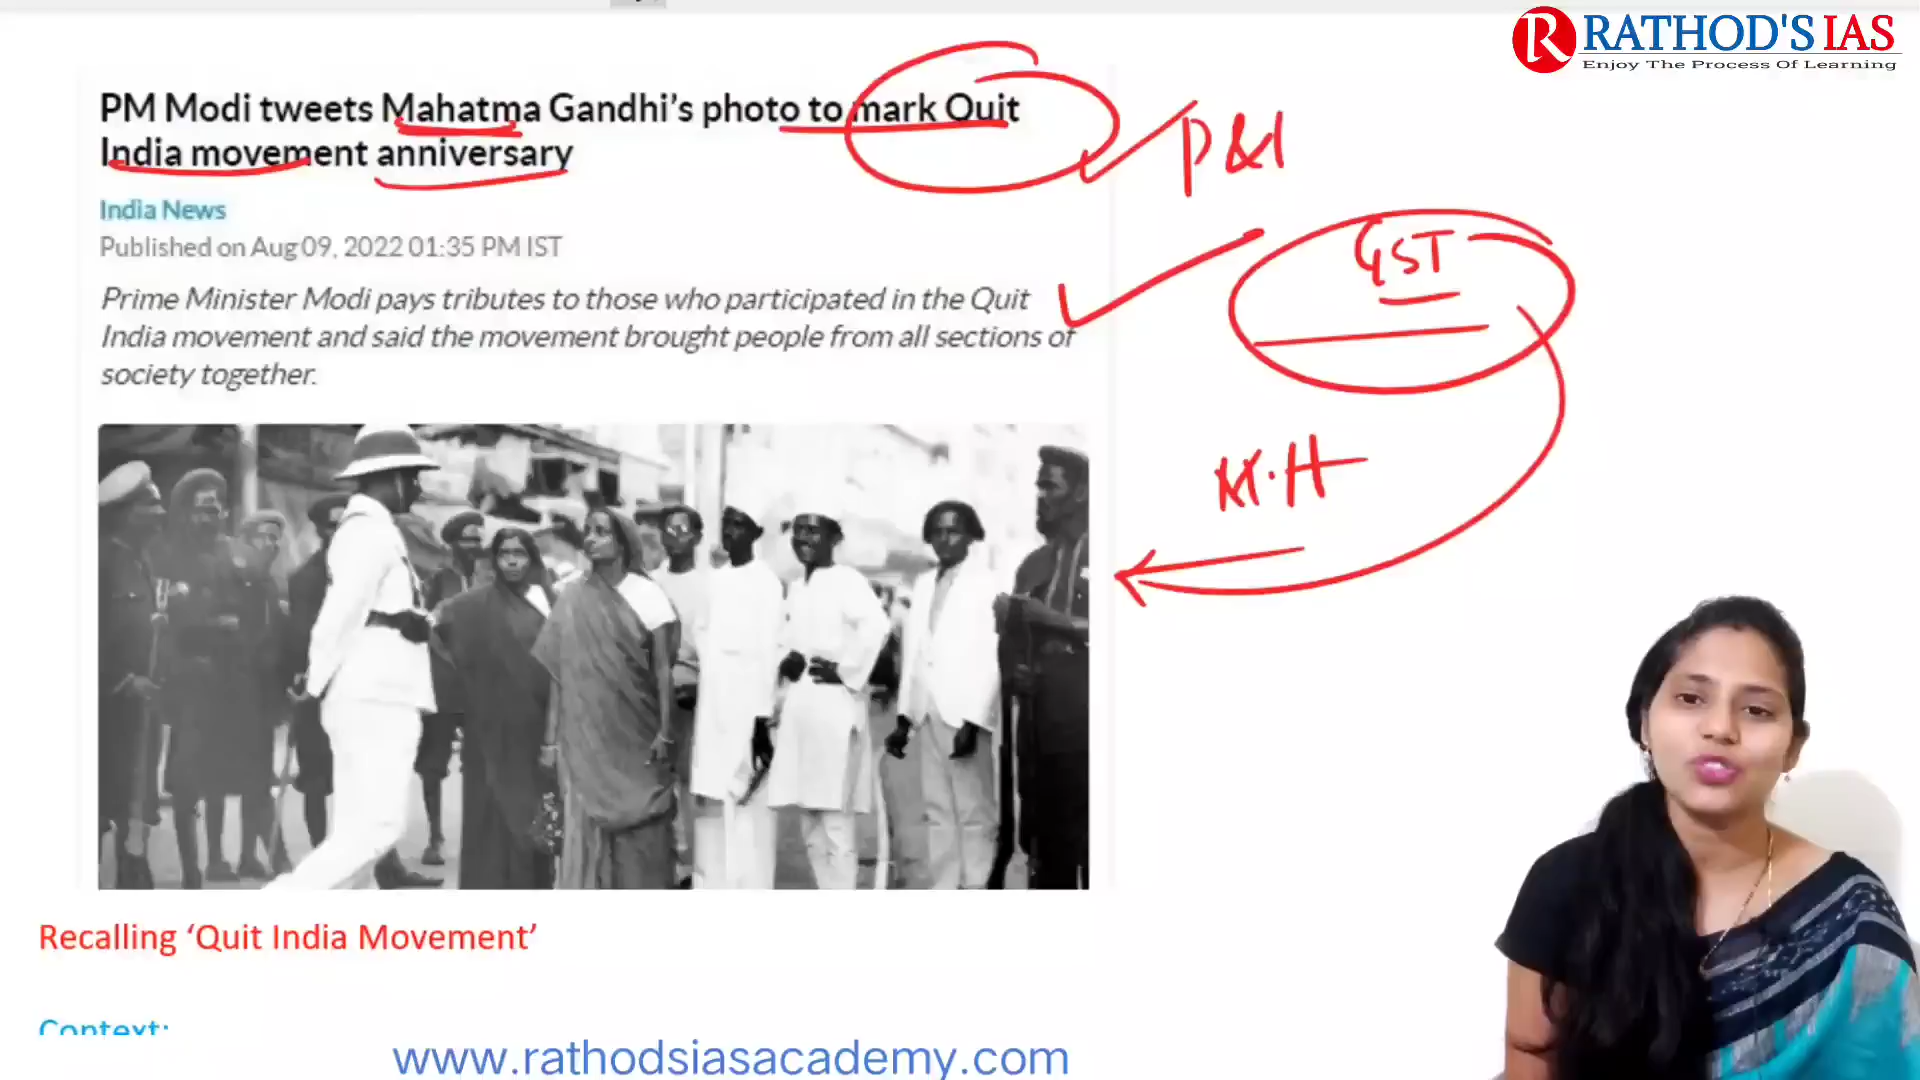 RATHOD'S IAS
Enjoy The Process Of Learning
PM Modi tweets Mahatma Gandhi's photo to mark Quit
India movement anniversary
P&I
India News
Published on Aug 09, 2022 01:35 PM IST
GST
Prime Minister Modi pays tributes to those who participated in the Quit
India movement and said the movement brought people from all sections of
society together.
M.H
Recalling ‘Quit India Movement’
Context:
www.rathodsiasacademy.com